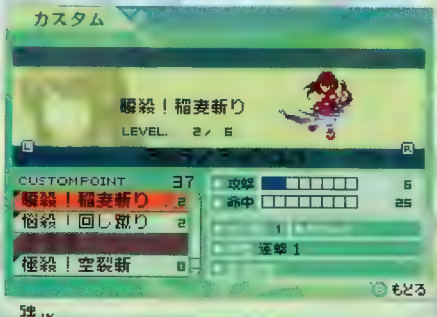 カスタム
瞬殺!稲妻斬り
LEVEL. 2/ 6
L
R
CUSTOMPOINT 37
瞬殺!稲妻斬り 2
悩殺!回し蹴り 2
極殺!空裂斬 0
攻撃 6
命中 25
1
連撃 1
B もどる